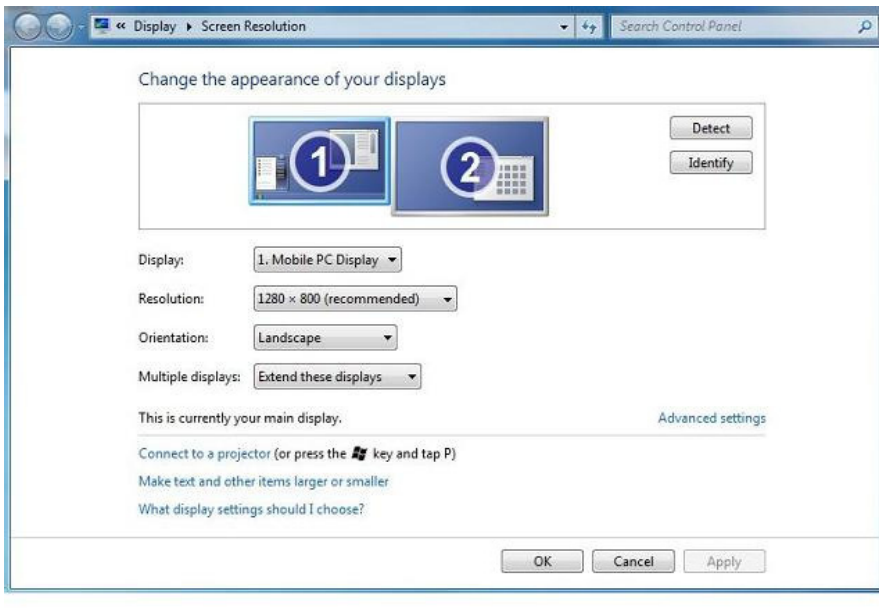 « Display ▸ Screen Resolution
Search Control Panel
Change the appearance of your displays
1
2
Detect
Identify
Display: 1. Mobile PC Display
Resolution: 1280 × 800 (recommended)
Orientation: Landscape
Multiple displays: Extend these displays
This is currently your main display. Advanced settings
Connect to a projector (or press the key and tap P)
Make text and other items larger or smaller
What display settings should I choose?
OK Cancel Apply